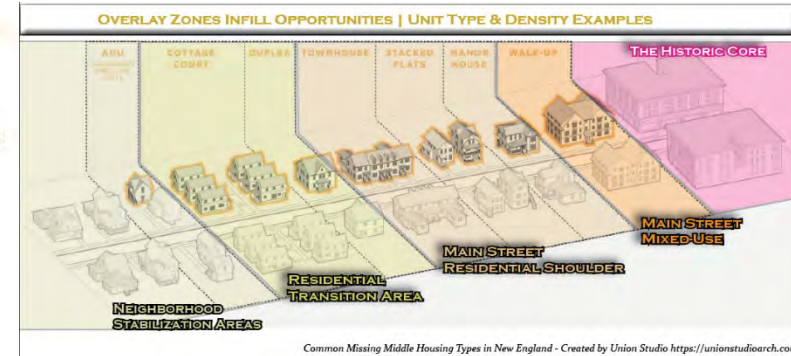 OVERLAY ZONES INFILL OPPORTUNITIES | UNIT TYPE & DENSITY EXAMPLES
ADU
COTTAGE
COURT
DUPLEX
TOWNHOUSE
STACKED
FLATS
MANOR
HOUSE
WALK-UP
THE HISTORIC CORE
MAIN STREET
MIXED-USE
MAIN STREET
RESIDENTIAL SHOULDER
RESIDENTIAL
TRANSITION AREA
NEIGHBORHOOD
STABILIZATION AREAS
Common Missing Middle Housing Types in New England - Created by Union Studio https://unionstudioarch.co